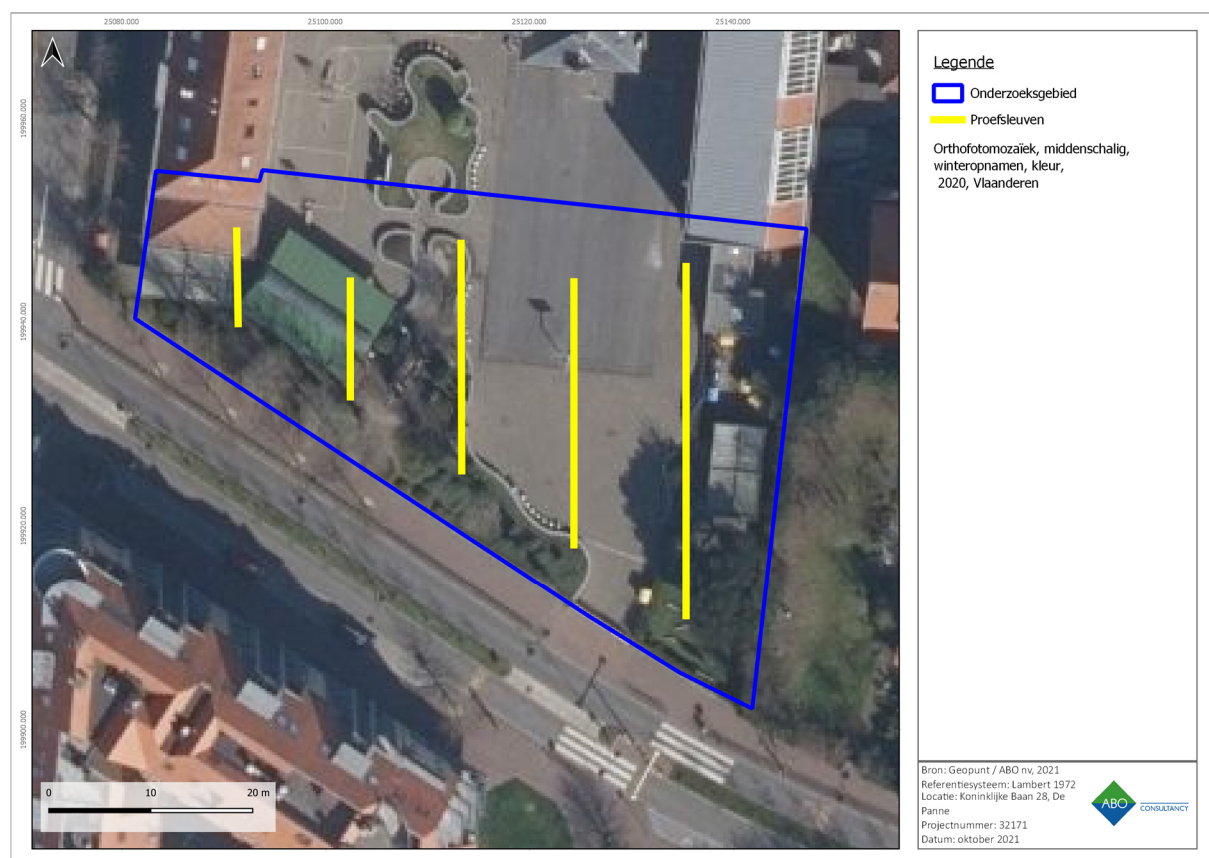 25080.000 25100.000 25120.000 25140.000
199960.000
199940.000
199920.000
199900.000
0 10 20 m
Legende
Onderzoeksgebied
Proefsleuven
Orthofotomozaïek, middenschalig,
winteropnamen, kleur,
2020, Vlaanderen
Bron: Geopunt / ABO nv, 2021
Referentiesysteem: Lambert 1972
Locatie: Koninklijke Baan 28, De
Panne
Projectnummer: 32171
Datum: oktober 2021
ABO CONSULTANCY